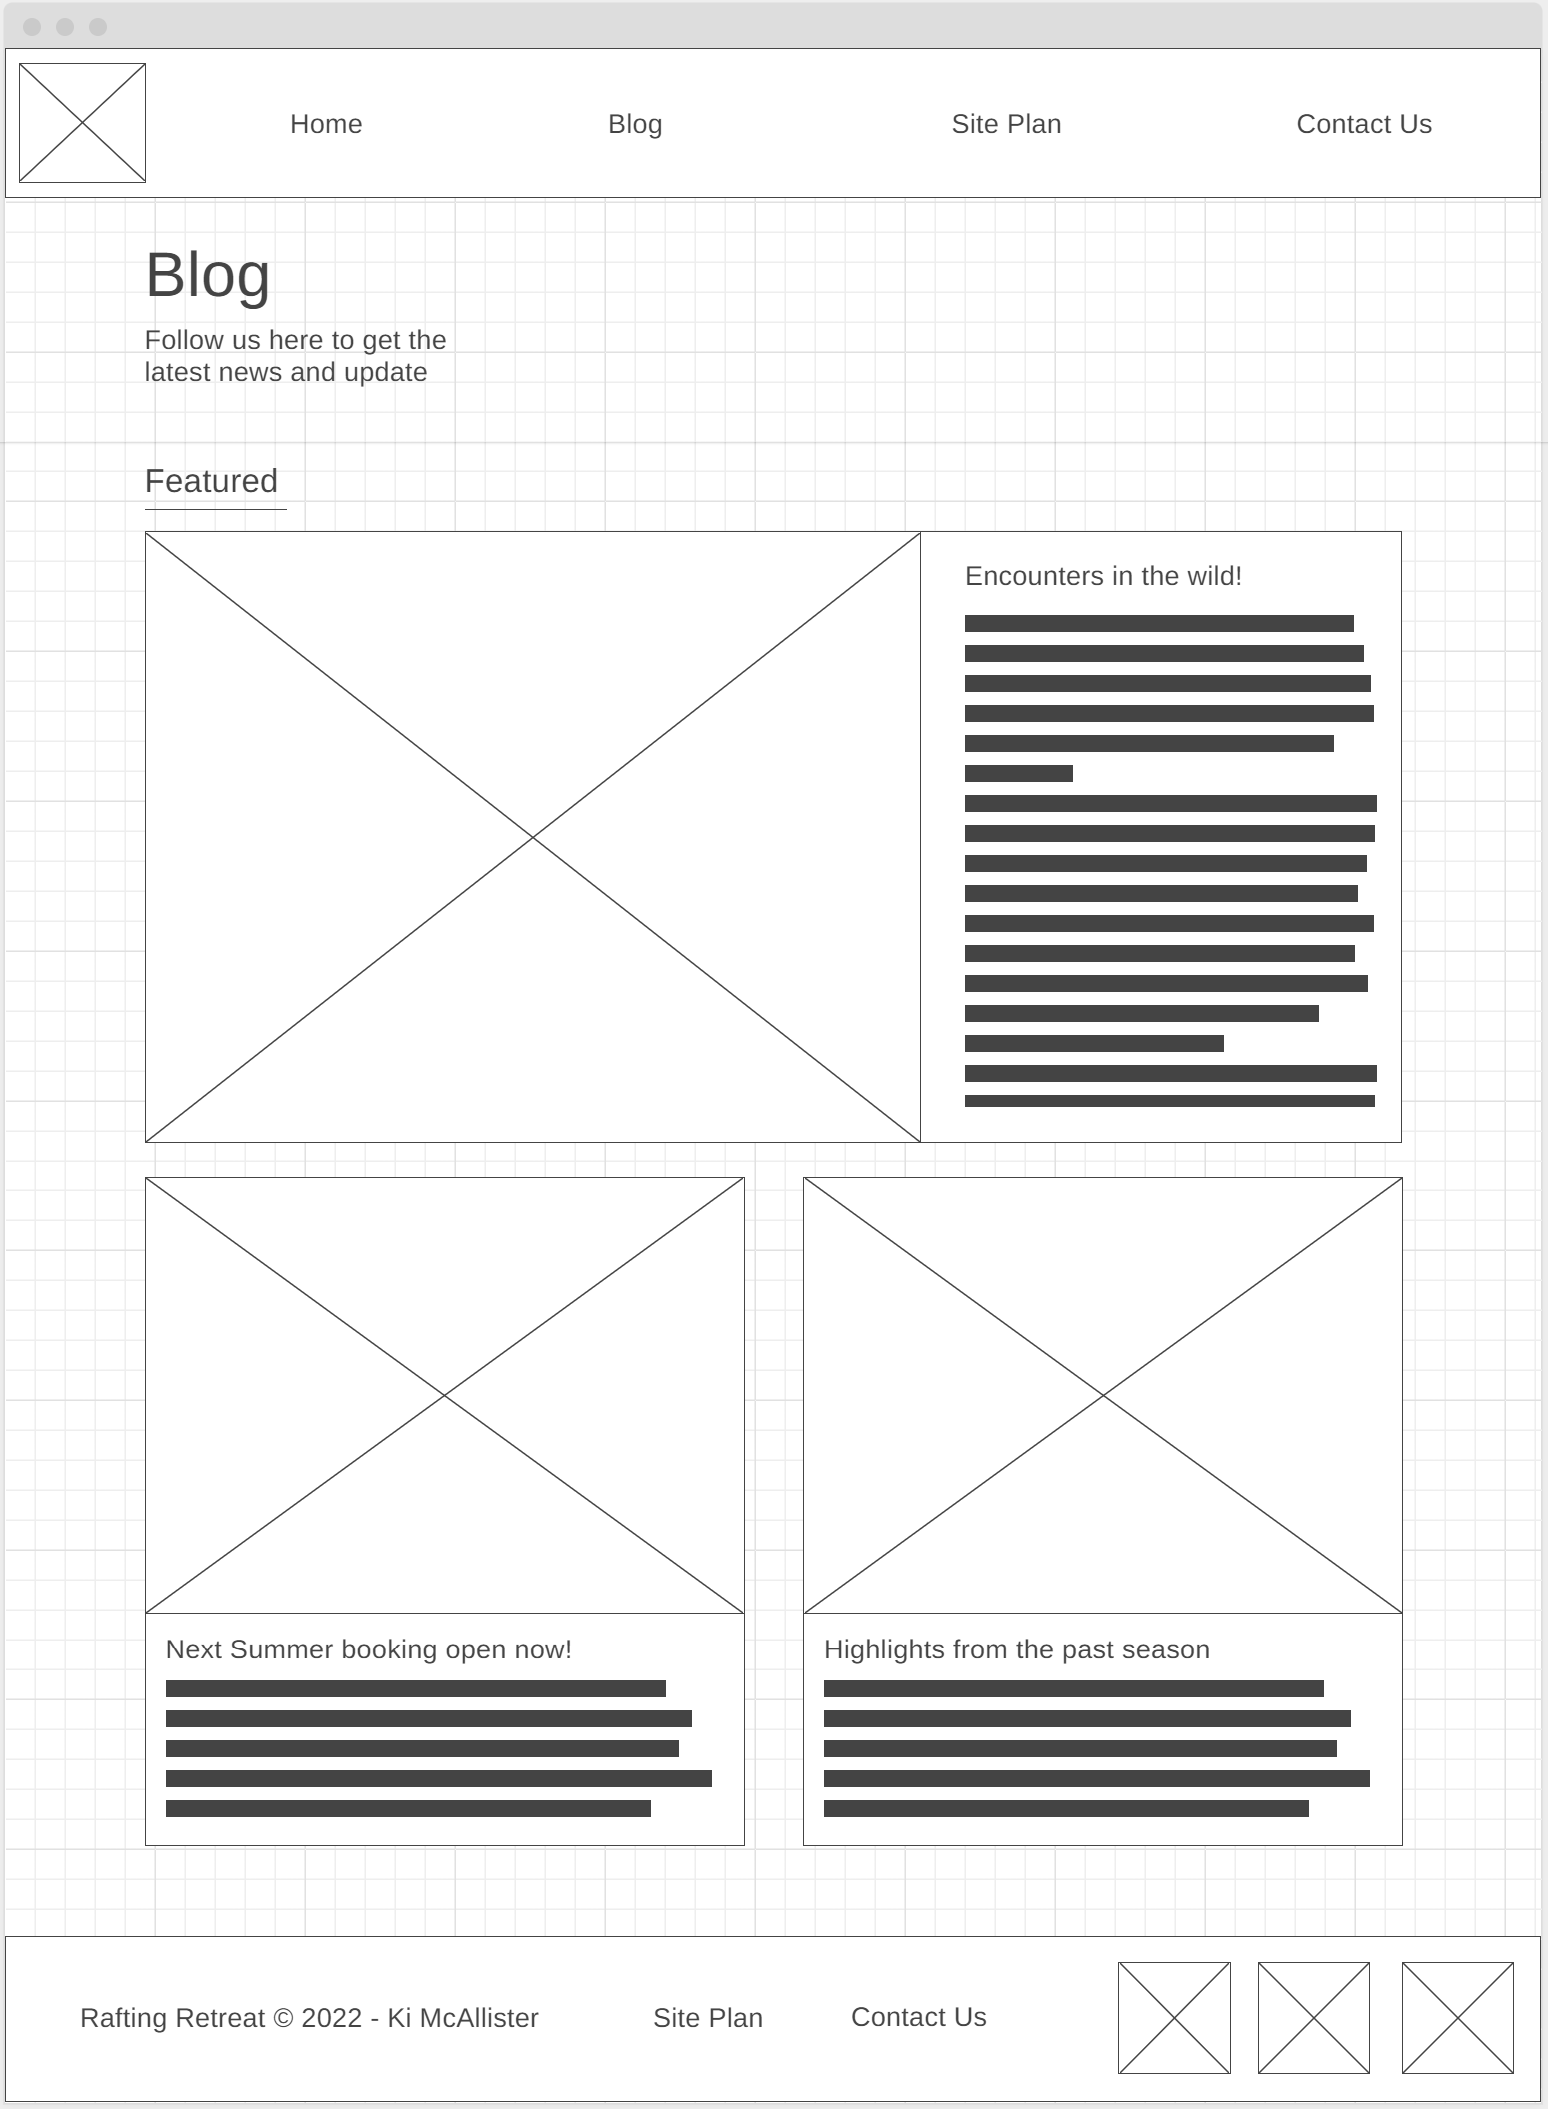 Home Blog Site Plan Contact Us
Blog
Follow us here to get the
latest news and update
Featured
Encounters in the wild!
Next Summer booking open now!
Highlights from the past season
Rafting Retreat © 2022 - Ki McAllister Site Plan Contact Us